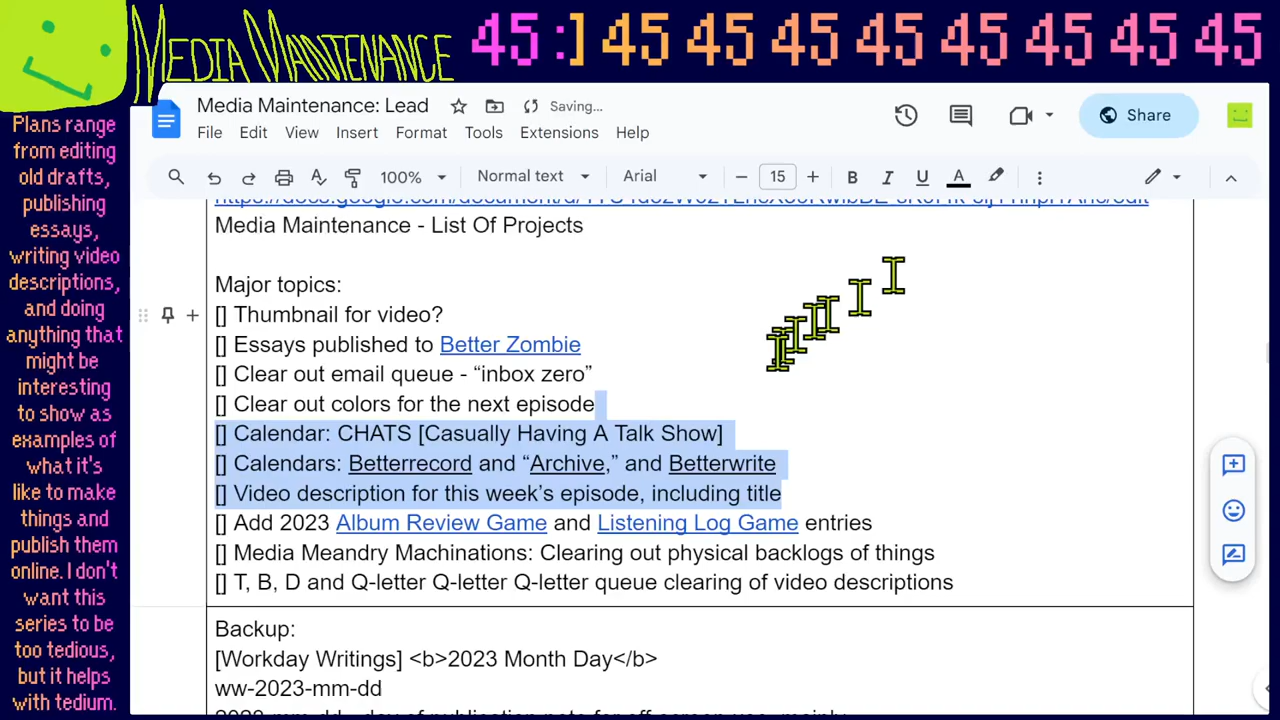 MEDIA MAINTENANCE
45 :] 45 45 45 45 45 45 45 45
Plans range
from editing
old drafts,
publishing
essays,
writing video
descriptions,
and doing
anything that
might be
interesting
to show as
examples of
what it's
like to make
things and
publish them
online. I don't
want this
series to be
too tedious,
but it helps
with tedium.
Media Maintenance: Lead
Saving...
File Edit View Insert Format Tools Extensions Help
Share
100% Normal text Arial 15 B I U A
Media Maintenance - List Of Projects
Major topics:
[] Thumbnail for video?
[] Essays published to Better Zombie
[] Clear out email queue - “inbox zero”
[] Clear out colors for the next episode
[] Calendar: CHATS [Casually Having A Talk Show]
[] Calendars: Betterrecord and “Archive,” and Betterwrite
[] Video description for this week’s episode, including title
[] Add 2023 Album Review Game and Listening Log Game entries
[] Media Meandry Machinations: Clearing out physical backlogs of things
[] T, B, D and Q-letter Q-letter Q-letter queue clearing of video descriptions
Backup:
[Workday Writings] <b>2023 Month Day</b>
ww-2023-mm-dd